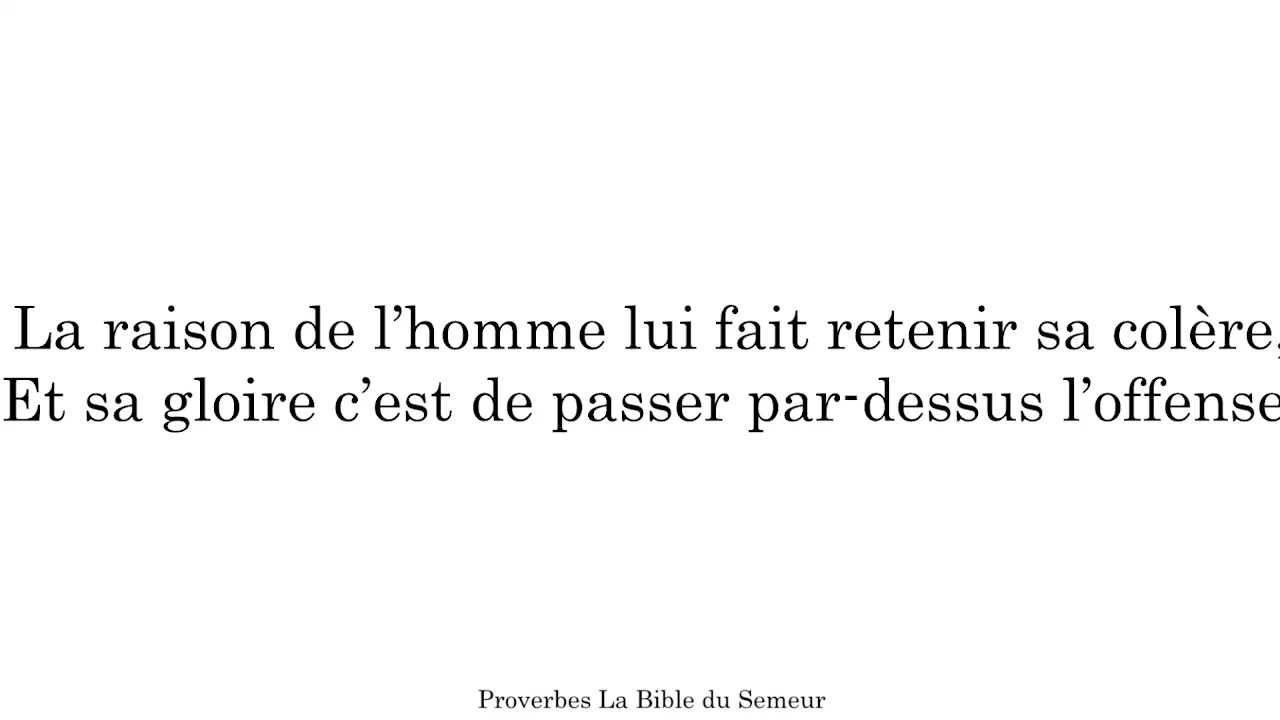 La raison de l’homme lui fait retenir sa colère,
Et sa gloire c’est de passer par-dessus l’offense
Proverbes La Bible du Semeur